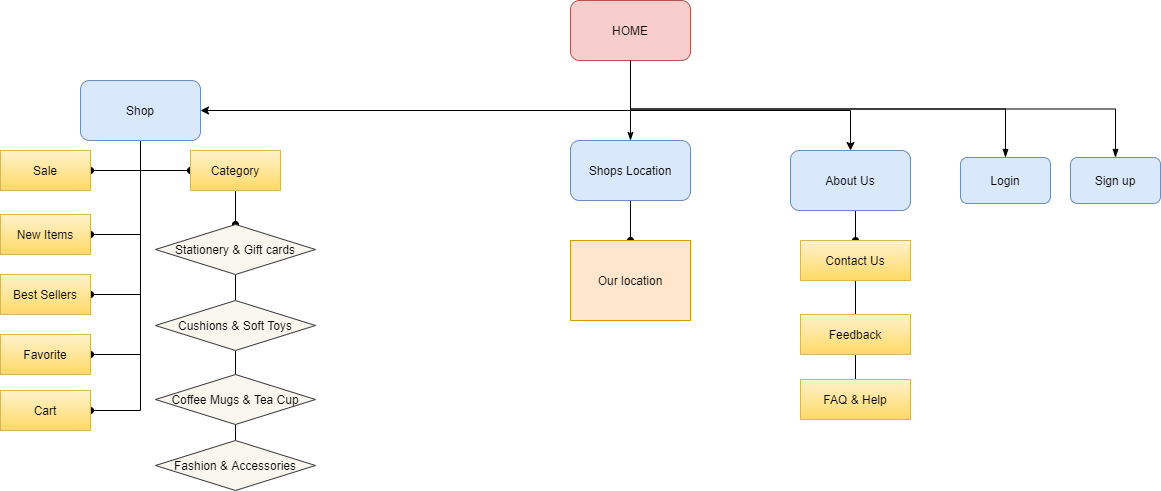 HOME
Shop
Shops Location
About Us
Login
Sign up
Sale
Category
New Items
Stationery & Gift cards
Best Sellers
Cushions & Soft Toys
Favorite
Coffee Mugs & Tea Cup
Cart
Fashion & Accessories
Our location
Contact Us
Feedback
FAQ & Help